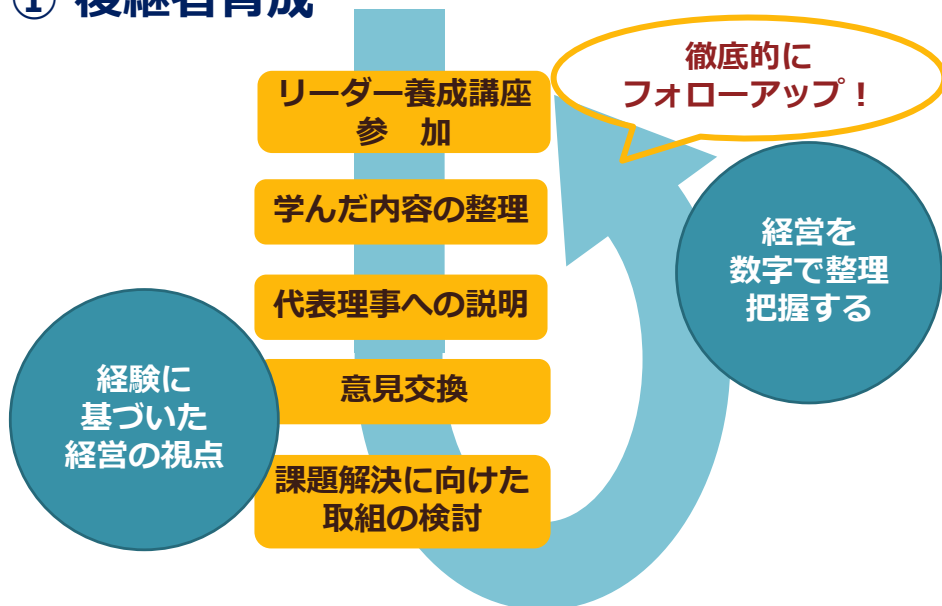 ① 後継者育成
徹底的に
フォローアップ！
リーダー養成講座
参　加
学んだ内容の整理
経営を
数字で整理
把握する
代表理事への説明
経験に
基づいた
経営の視点
意見交換
課題解決に向けた
取組の検討